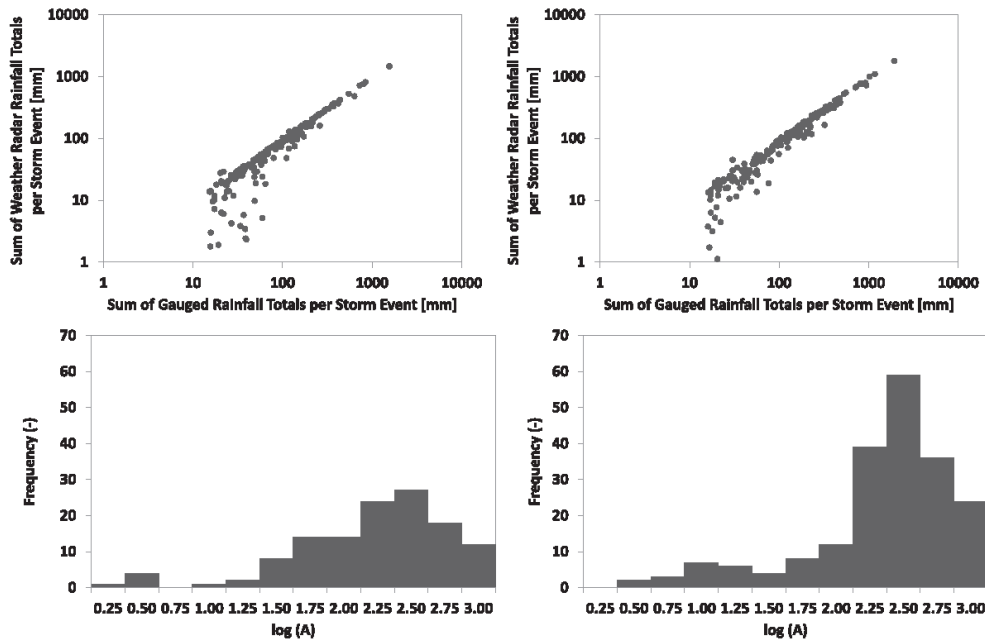 10000
1000
100
10
1
Sum of Weather Radar Rainfall Totals
per Storm Event [mm]
1 10 100 1000 10000
Sum of Gauged Rainfall Totals per Storm Event [mm]
10000
1000
100
10
1
Sum of Weather Radar Rainfall Totals
per Storm Event [mm]
1 10 100 1000 10000
Sum of Gauged Rainfall Totals per Storm Event [mm]
70
60
50
40
30
20
10
0
Frequency (-)
0.25 0.50 0.75 1.00 1.25 1.50 1.75 2.00 2.25 2.50 2.75 3.00
log (A)
70
60
50
40
30
20
10
0
Frequency (-)
0.25 0.50 0.75 1.00 1.25 1.50 1.75 2.00 2.25 2.50 2.75 3.00
log (A)